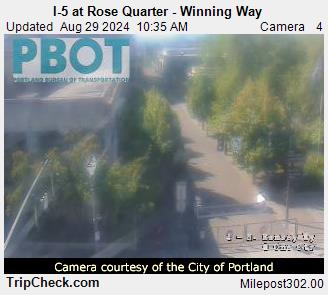 I-5 at Rose Quarter - Winning Way
Updated Aug 29 2024 10:35 AM Camera 4
PBOT
PORTLAND BUREAU OF TRANSPORTATION
Camera courtesy of the City of Portland
TripCheck.com Milepost302.00